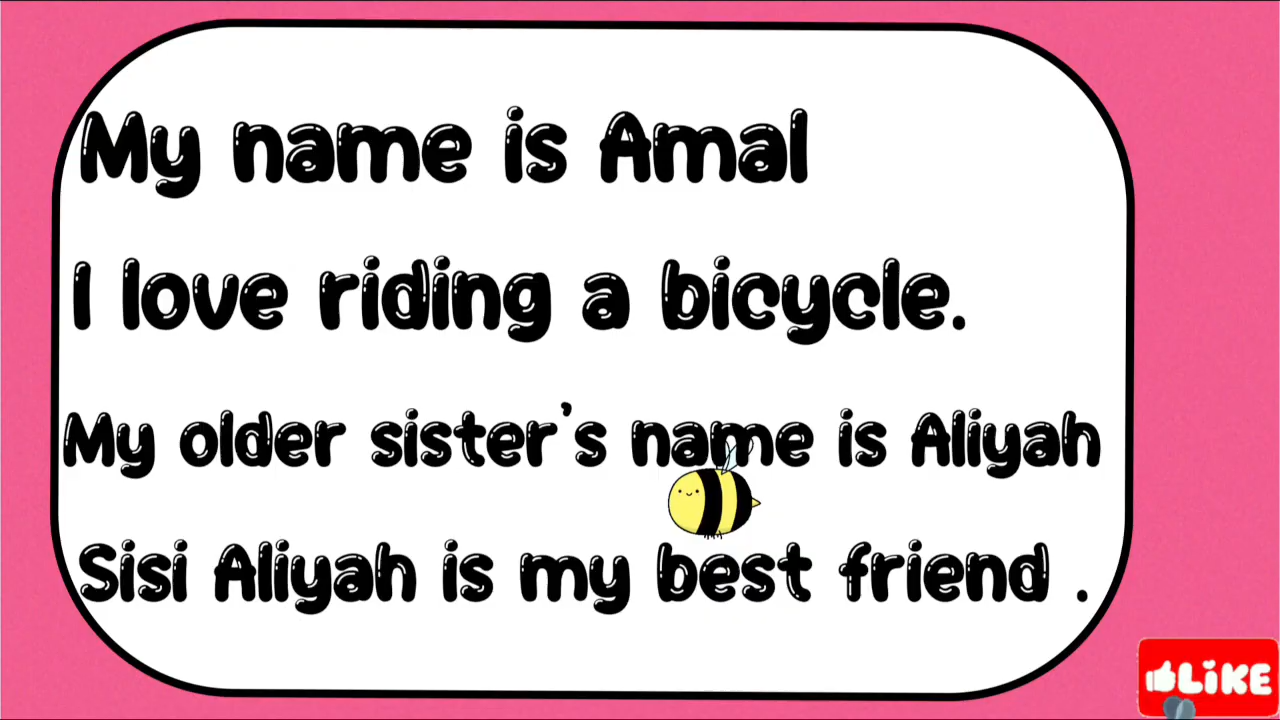 My name is Amal
I love riding a bicycle.
My older sister's name is Aliyah
Sisi Aliyah is my best friend .
LIKE